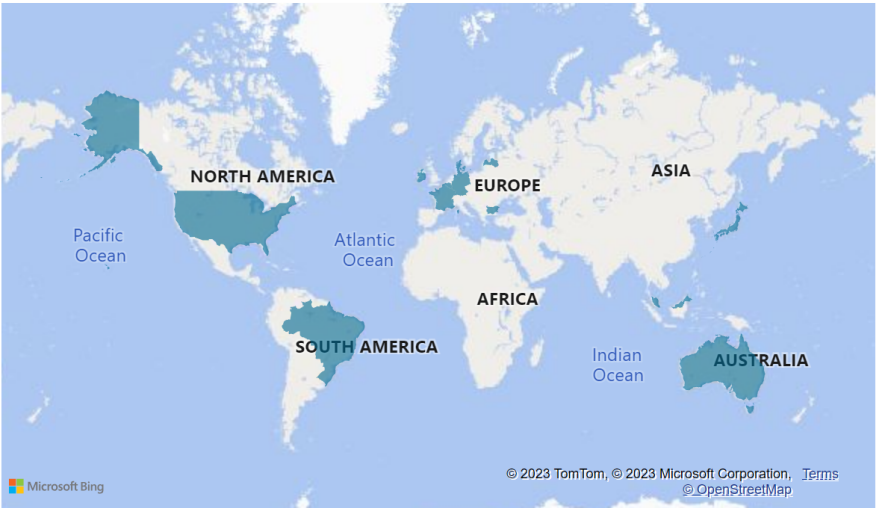 NORTH AMERICA
EUROPE
ASIA
Pacific
Ocean
Atlantic
Ocean
AFRICA
SOUTH AMERICA
Indian
Ocean
AUSTRALIA
© 2023 TomTom, © 2023 Microsoft Corporation, Terms
© OpenStreetMap
Microsoft Bing